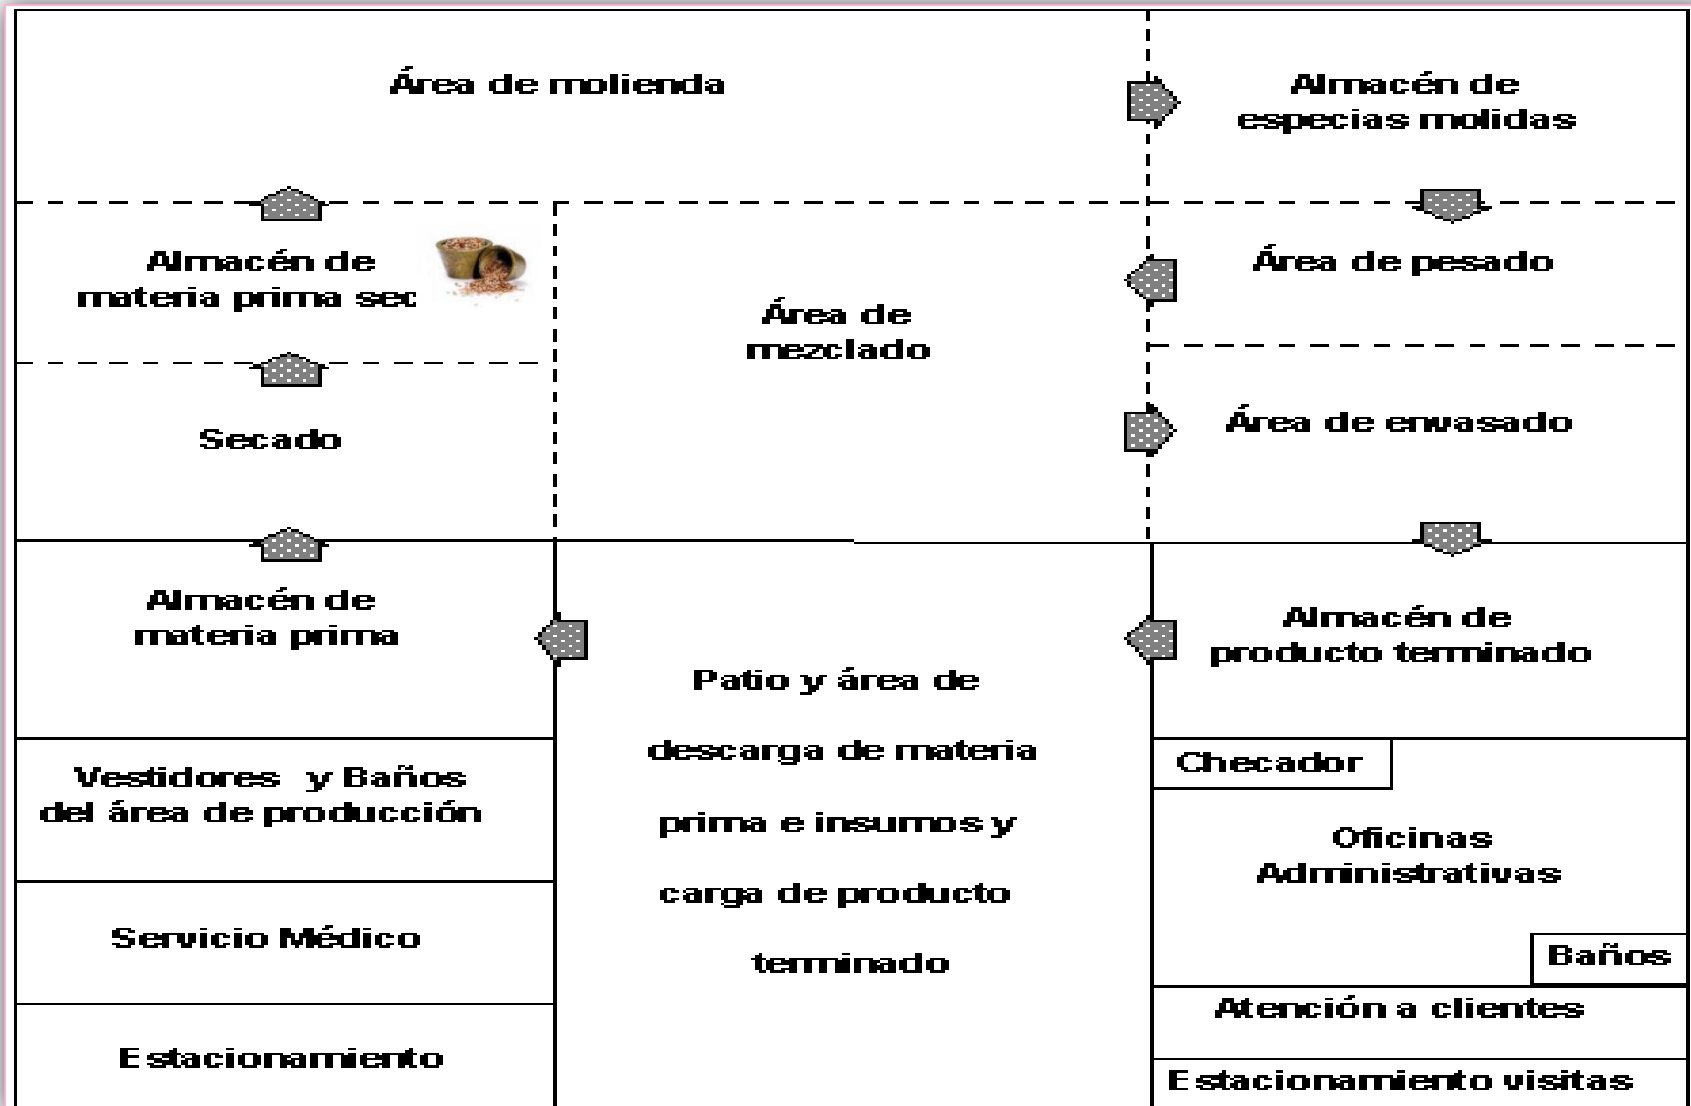 Área de molienda
Almacén de
especias molidas
Almacén de
materia prima sec
Área de
mezclado
Área de pesado
Secado
Área de envasado
Almacén de
materia prima
Patio y área de
descarga de materia
prima e insumos y
carga de producto
terminado
Almacén de
producto terminado
Vestidores y Baños
del área de producción
Checador
Oficinas
Administrativas
Servicio Médico
Baños
Atención a clientes
Estacionamiento
Estacionamiento visitas